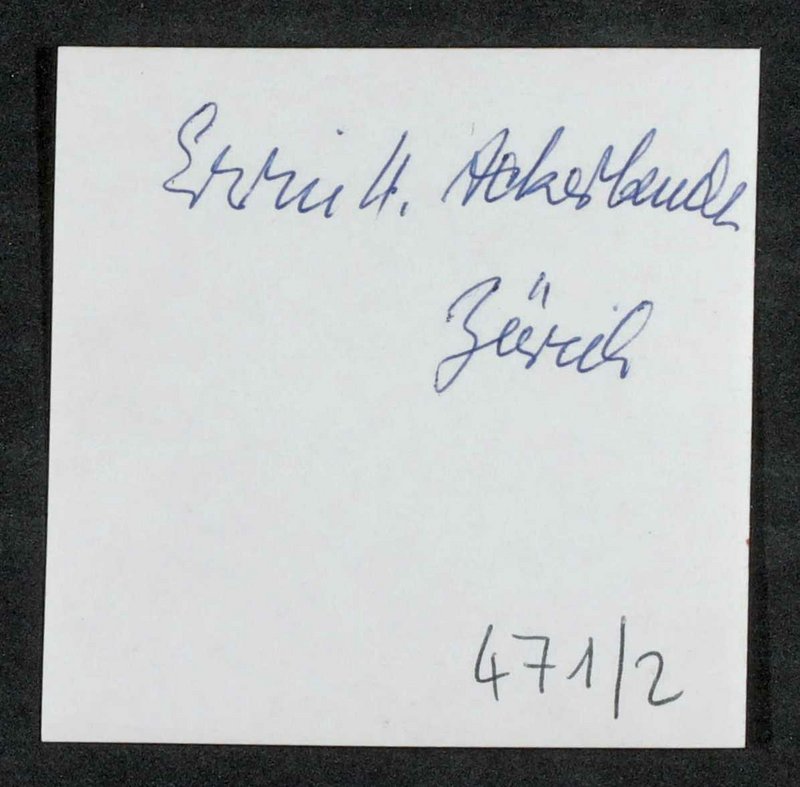 Erwin H. Ackerknecht
Zürich
471/2